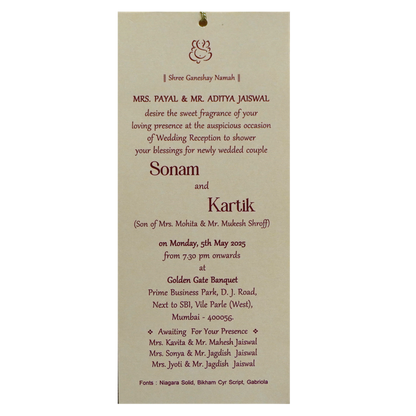 || Shree Ganeshay Namah ||
MRS. PAYAL & MR. ADITYA JAISWAL
desire the sweet fragrance of your
loving presence at the auspicious occasion
of Wedding Reception to shower
your blessings for newly wedded couple
Sonam
and
Kartik
(Son of Mrs. Mohita & Mr. Mukesh Shroff)
on Monday, 5th May 2025
from 7.30 pm onwards
at
Golden Gate Banquet
Prime Business Park, D. J. Road,
Next to SBI, Vile Parle (West),
Mumbai - 400056.
❖ Awaiting For Your Presence ❖
Mrs. Kavita & Mr. Mahesh Jaiswal
Mrs. Sonya & Mr. Jagdish Jaiswal
Mrs. Jyoti & Mr. Jagdish Jaiswal
Fonts : Niagara Solid, Bikham Cyr Script, Gabriola